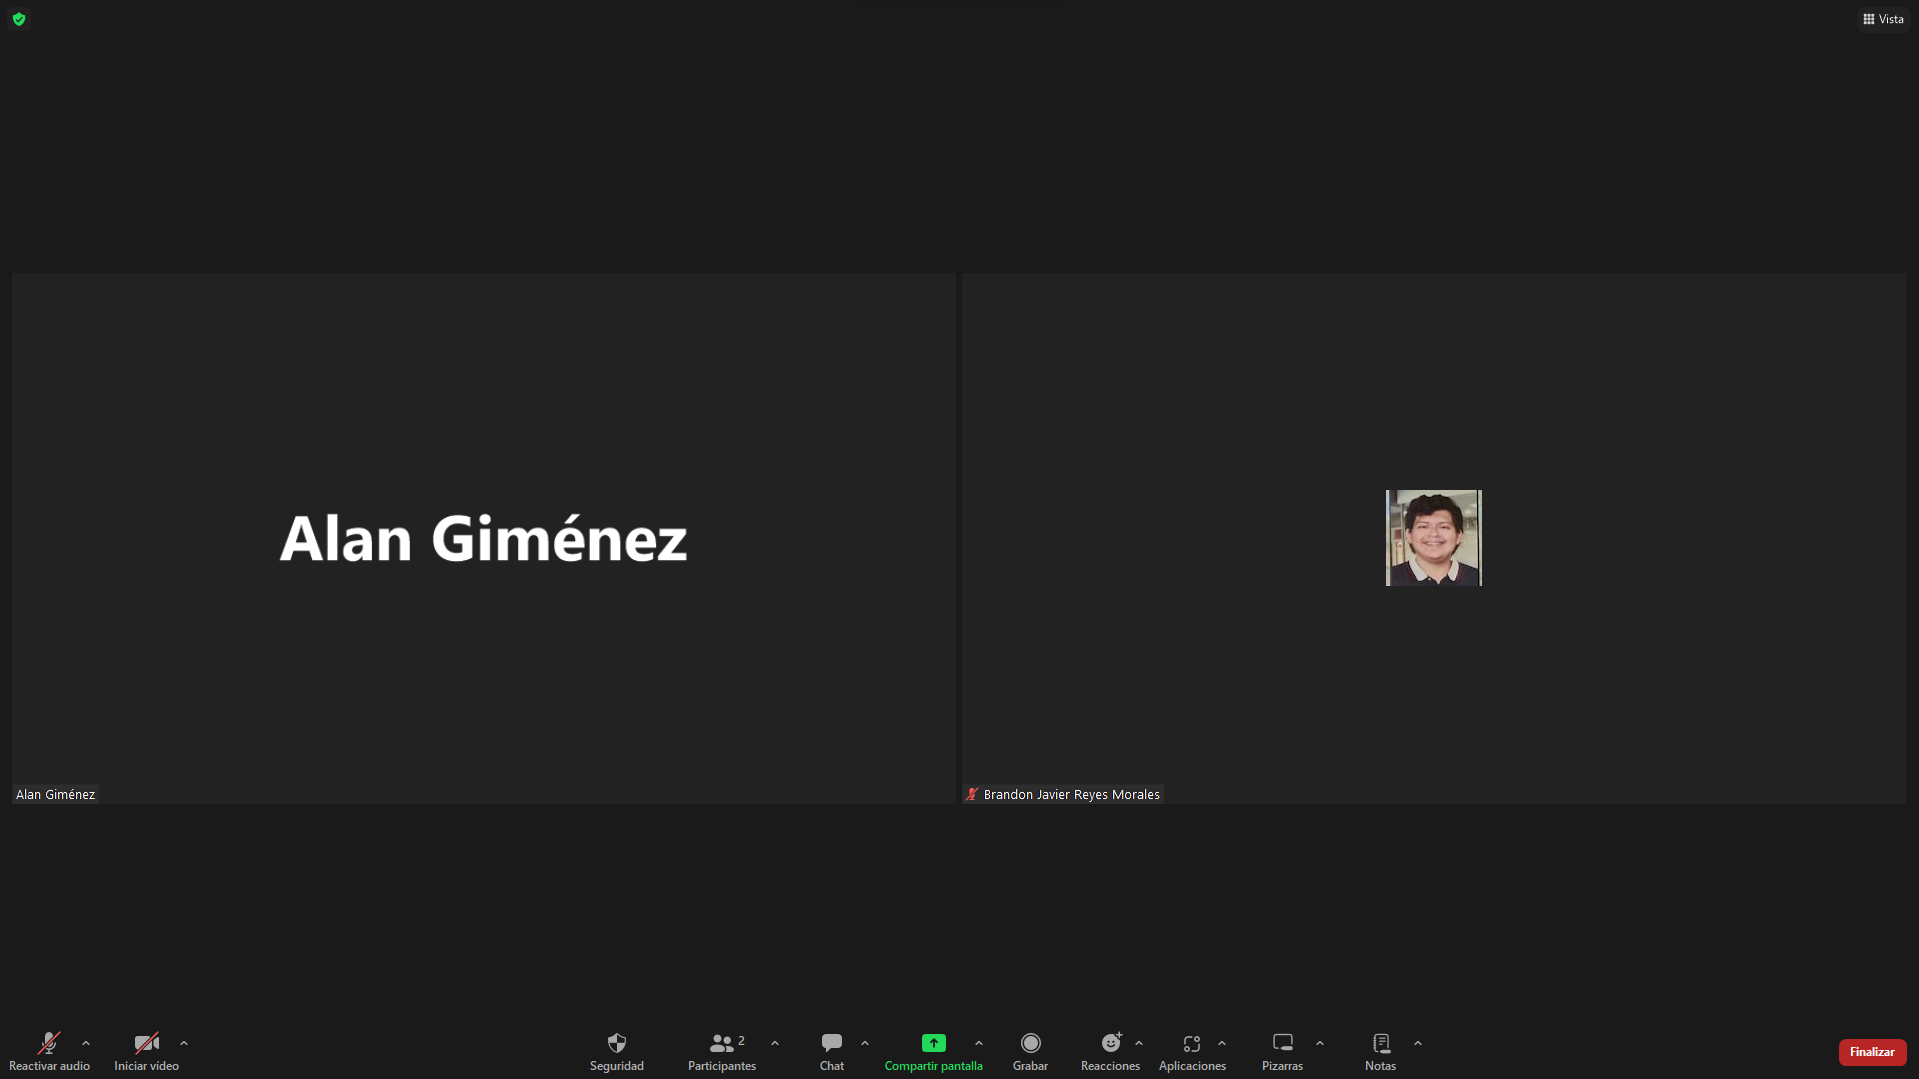 Vista
Alan Giménez
Alan Giménez
Brandon Javier Reyes Morales
Reactivar audio
Iniciar vídeo
Seguridad
2
Participantes
Chat
Compartir pantalla
Grabar
Reacciones
Aplicaciones
Pizarras
Notas
Finalizar